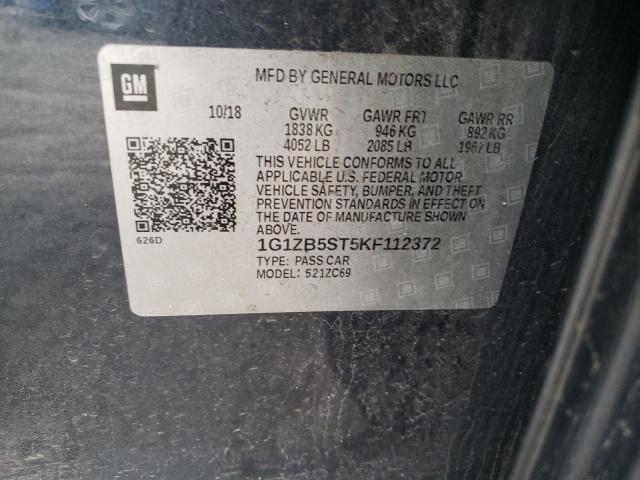 GM
MFD BY GENERAL MOTORS LLC
10/18 GVWR GAWR FRT GAWR RR
1838 KG 946 KG 892 KG
4052 LB 2085 LB 1967 LB
THIS VEHICLE CONFORMS TO ALL
APPLICABLE U.S. FEDERAL MOTOR
VEHICLE SAFETY, BUMPER, AND THEFT
PREVENTION STANDARDS IN EFFECT ON
THE DATE OF MANUFACTURE SHOWN
ABOVE.
626D
1G1ZB5ST5KF112372
TYPE: PASS CAR
MODEL: 521ZC69